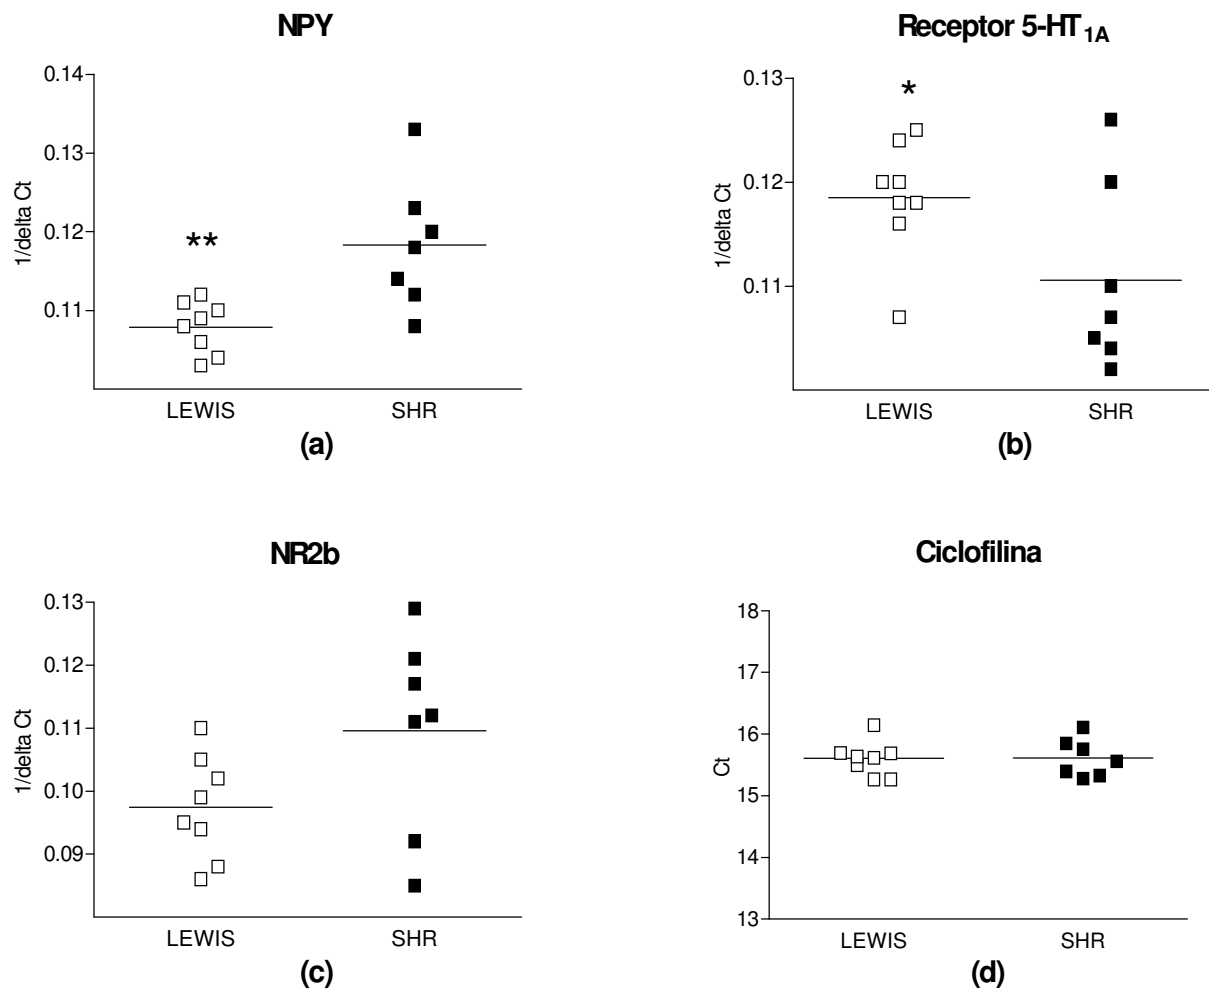 NPY
0.14
0.13
0.12
0.11
1/delta Ct
**
LEWIS
SHR
(a)
Receptor 5-HT1A
0.13
0.12
0.11
1/delta Ct
*
LEWIS
SHR
(b)
NR2b
0.13
0.12
0.11
0.10
0.09
1/delta Ct
LEWIS
SHR
(c)
Ciclofilina
18
17
16
15
14
13
Ct
LEWIS
SHR
(d)